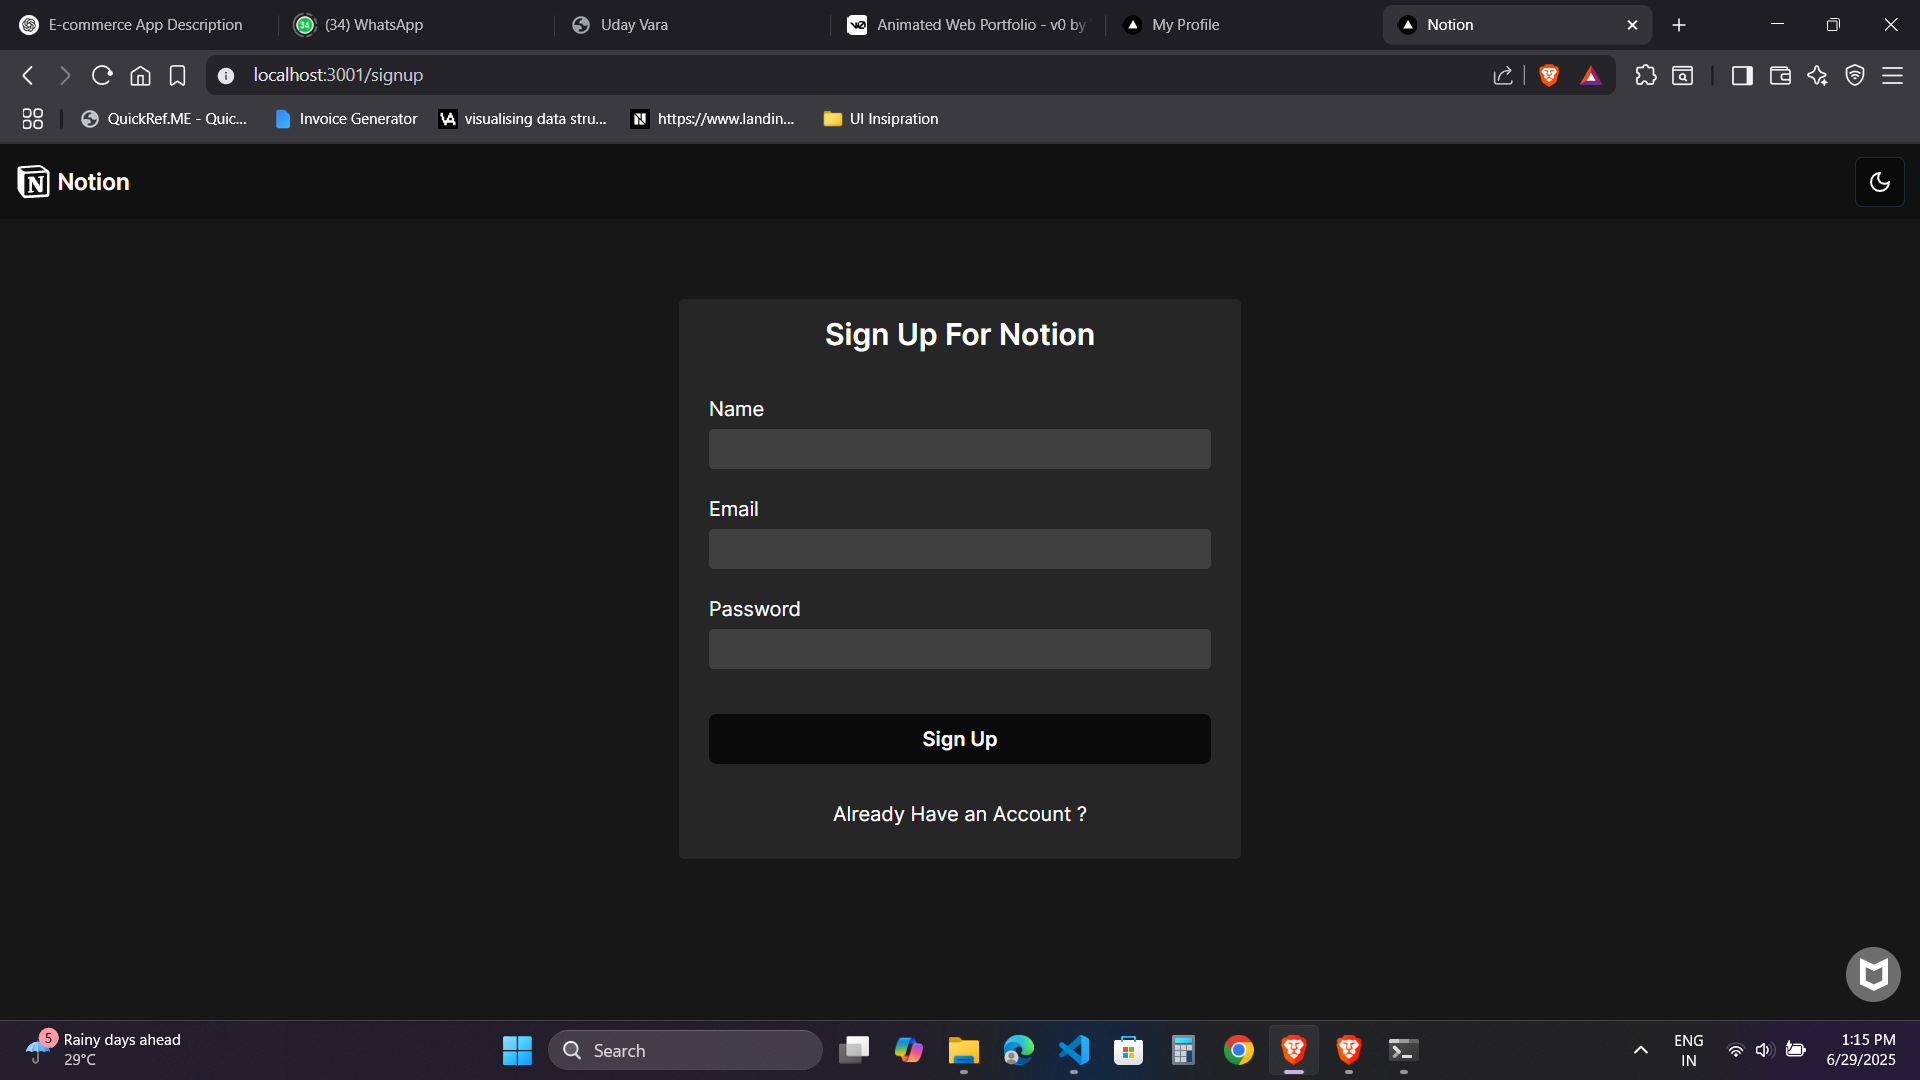 E-commerce App Description
34
(34) WhatsApp
Uday Vara
v0
Animated Web Portfolio - v0 by
My Profile
Notion
localhost:3001/signup
QuickRef.ME - Quic...
Invoice Generator
visualising data stru...
https://www.landin...
UI Insipration
N
Notion
Sign Up For Notion
Name
Email
Password
Sign Up
Already Have an Account ?
5
Rainy days ahead
29°C
Search
ENG
IN
1:15 PM
6/29/2025